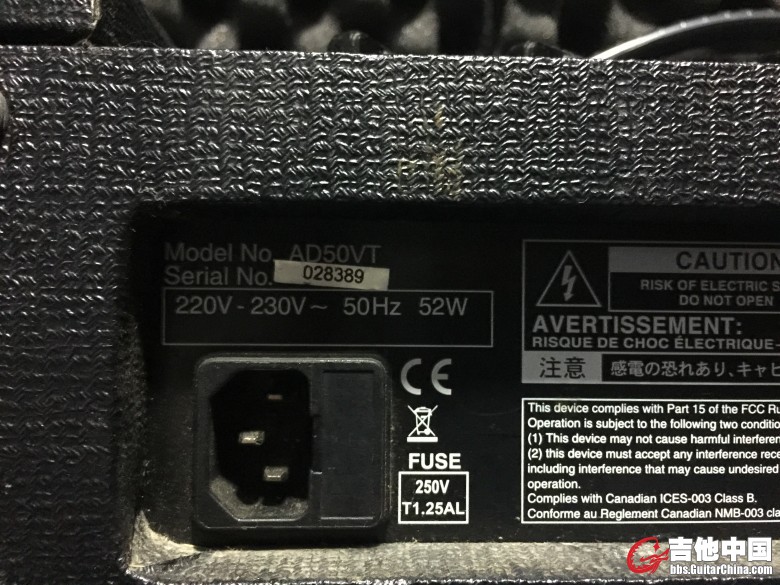 Model No. AD50VT
Serial No. 028389
220V - 230V ~ 50Hz 52W
CE
FUSE
250V
T1.25AL
CAUTION
RISK OF ELECTRIC S
DO NOT OPEN
AVERTISSEMENT:
RISQUE DE CHOC ÉLECTRIQUE-
注意 感電の恐れあり、キャビ
This device complies with Part 15 of the FCC Ru
Operation is subject to the following two condition
(1) This device may not cause harmful interferen
(2) this device must accept any interference rece
including interference that may cause undesired
operation.
Complies with Canadian ICES-003 Class B.
Conforme au Reglement Canadian NMB-003 cla
吉他中国
bbs.GuitarChina.com